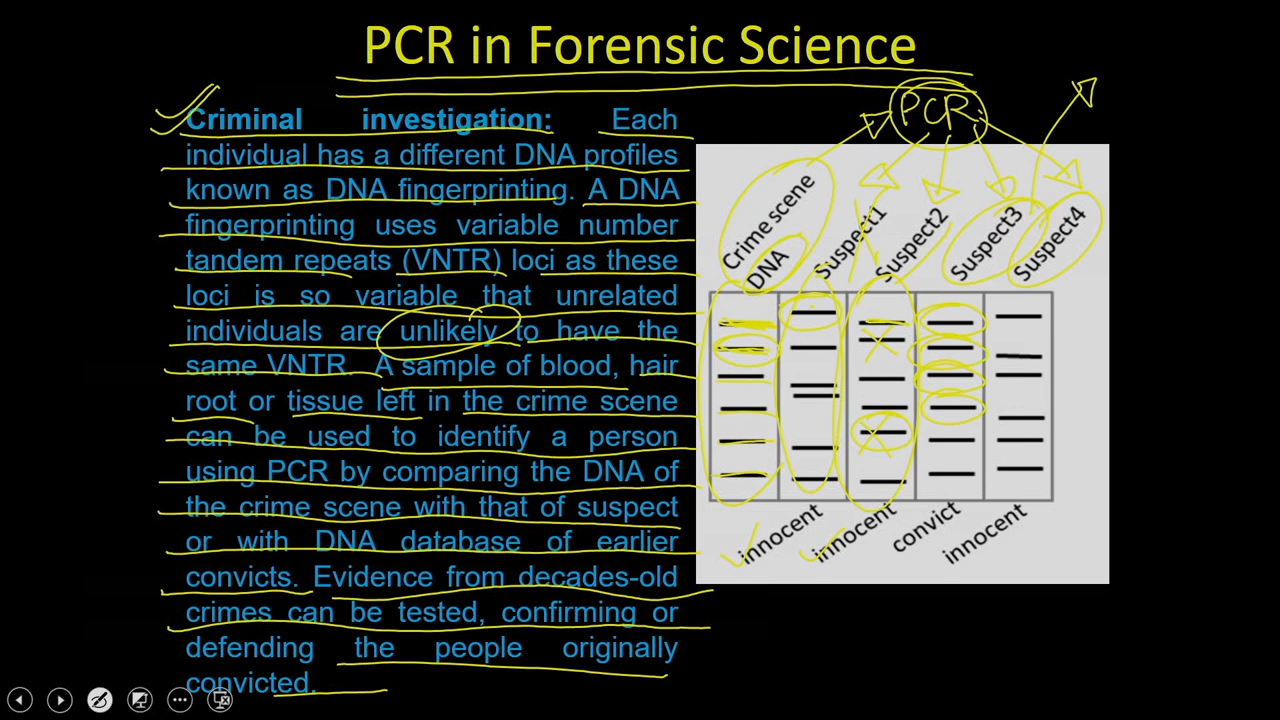 PCR in Forensic Science
Criminal investigation: Each
individual has a different DNA profiles
known as DNA fingerprinting. A DNA
fingerprinting uses variable number
tandem repeats (VNTR) loci as these
loci is so variable that unrelated
individuals are unlikely to have the
same VNTR. A sample of blood, hair
root or tissue left in the crime scene
can be used to identify a person
using PCR by comparing the DNA of
the crime scene with that of suspect
or with DNA database of earlier
convicts. Evidence from decades-old
crimes can be tested, confirming or
defending the people originally
convicted.
PCR
Crime scene
DNA
Suspect1
Suspect2
Suspect3
Suspect4
innocent
innocent
convict
innocent